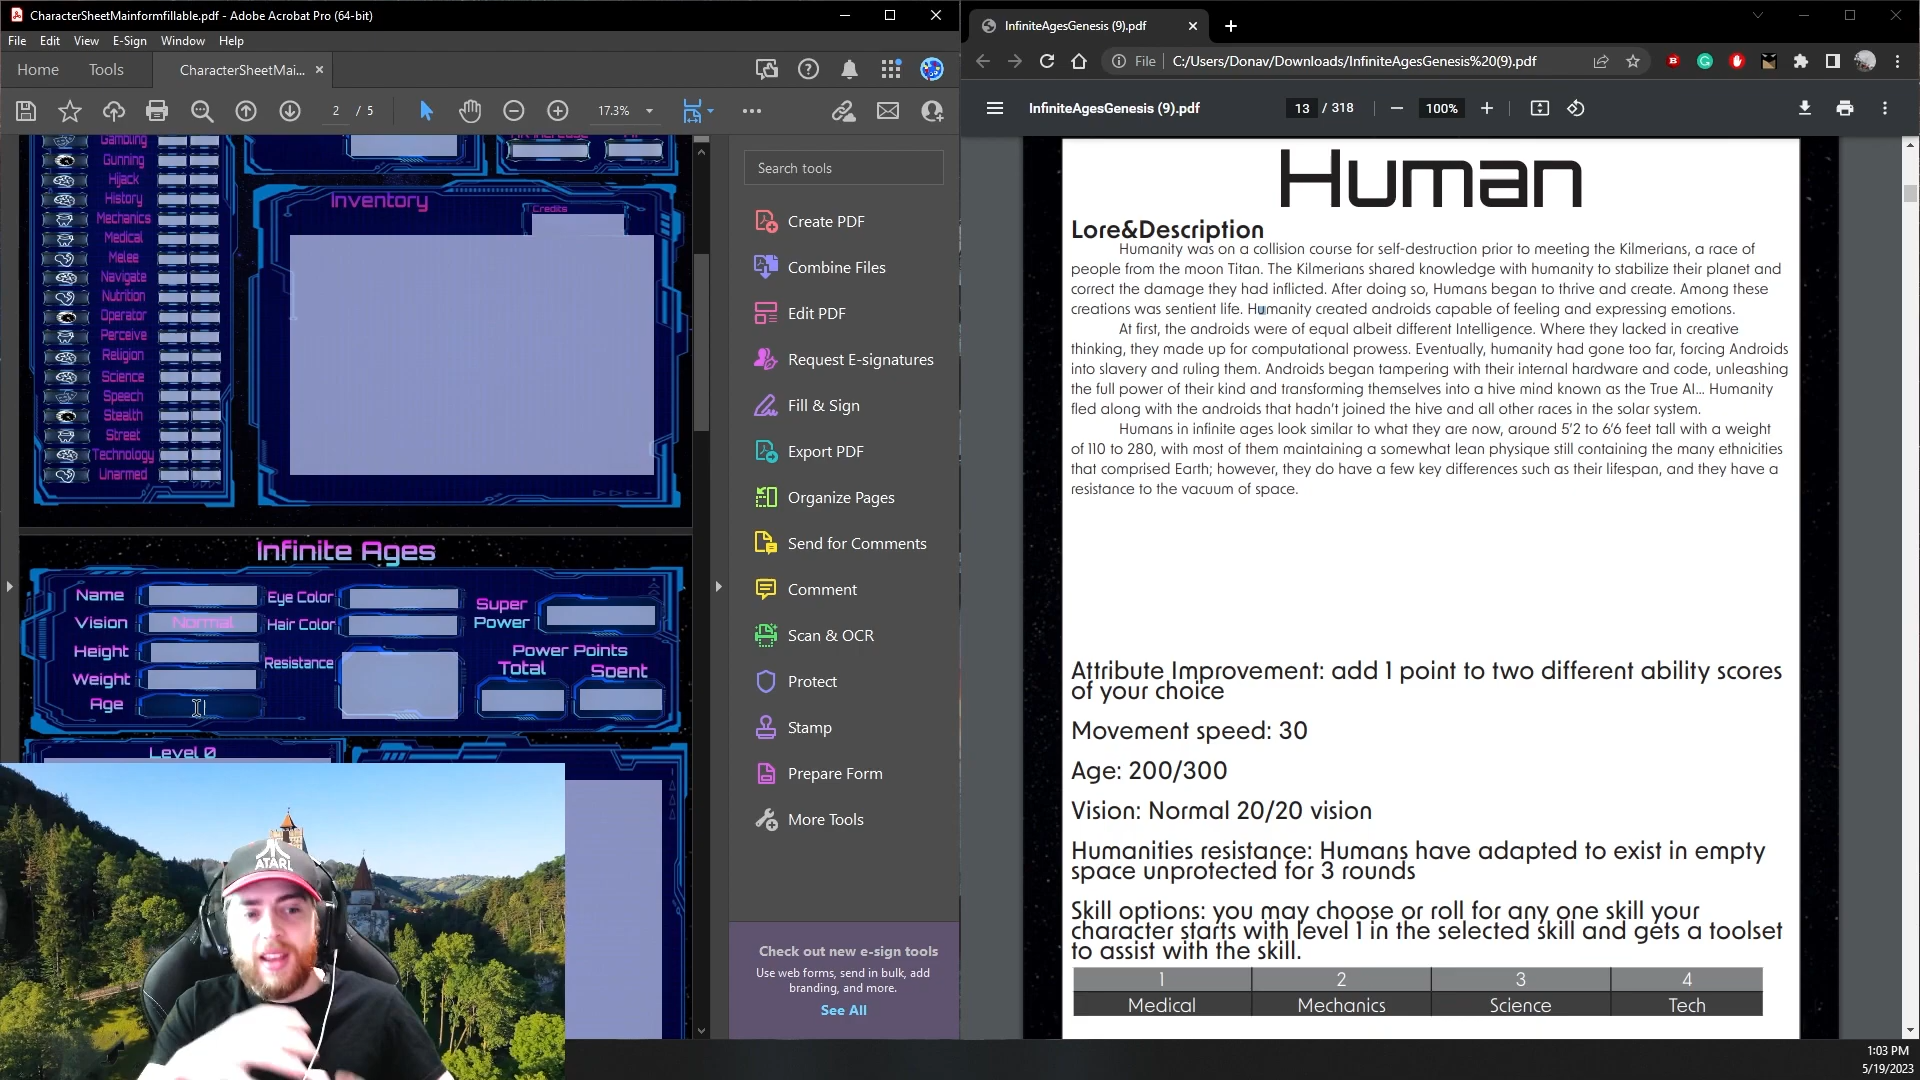 CharacterSheetMainformfillable.pdf - Adobe Acrobat Pro (64-bit)
File Edit View E-Sign Window Help
Home Tools CharacterSheetMai...
2 / 5 17.3%
Gambling
Gunning
Hijack
History
Mechanics
Medical
Melee
Navigate
Nutrition
Operator
Perceive
Religion
Science
Speech
Stealth
Street
Technology
Unarmed
Inventory
Credits
Infinite Ages
Name
Vision Normal
Height
Weight
Age
Eye Color
Hair Color
Resistance
Super
Power
Power Points
Total Spent
Level 0
ATARI
Search tools
Create PDF
Combine Files
Edit PDF
Request E-signatures
Fill & Sign
Export PDF
Organize Pages
Send for Comments
Comment
Scan & OCR
Protect
Stamp
Prepare Form
More Tools
Check out new e-sign tools
Use web forms, send in bulk, add
branding, and more.
See All
InfiniteAgesGenesis (9).pdf
File C:/Users/Donav/Downloads/InfiniteAgesGenesis%20(9).pdf
InfiniteAgesGenesis (9).pdf 13 / 318 100%
Human
Lore&Description
Humanity was on a collision course for self-destruction prior to meeting the Kilmerians, a race of
people from the moon Titan. The Kilmerians shared knowledge with humanity to stabilize their planet and
correct the damage they had inflicted. After doing so, Humans began to thrive and create. Among these
creations was sentient life. Humanity created androids capable of feeling and expressing emotions.
At first, the androids were of equal albeit different Intelligence. Where they lacked in creative
thinking, they made up for computational prowess. Eventually, humanity had gone too far, forcing Androids
into slavery and ruling them. Androids began tampering with their internal hardware and code, unleashing
the full power of their kind and transforming themselves into a hive mind known as the True AI... Humanity
fled along with the androids that hadn't joined the hive and all other races in the solar system.
Humans in infinite ages look similar to what they are now, around 5'2 to 6'6 feet tall with a weight
of 110 to 280, with most of them maintaining a somewhat lean physique still containing the many ethnicities
that comprised Earth; however, they do have a few key differences such as their lifespan, and they have a
resistance to the vacuum of space.
Attribute Improvement: add 1 point to two different ability scores
of your choice
Movement speed: 30
Age: 200/300
Vision: Normal 20/20 vision
Humanities resistance: Humans have adapted to exist in empty
space unprotected for 3 rounds
Skill options: you may choose or roll for any one skill your
character starts with level 1 in the selected skill and gets a toolset
to assist with the skill.
1 2 3 4
Medical Mechanics Science Tech
1:03 PM
5/19/2023